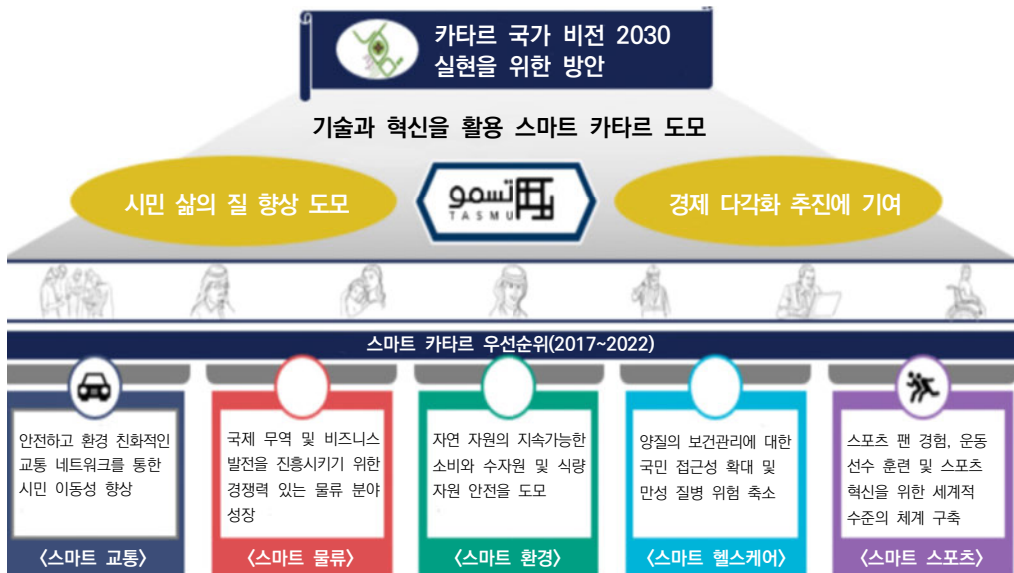 카타르 국가 비전 2030
실현을 위한 방안
기술과 혁신을 활용 스마트 카타르 도모
시민 삶의 질 향상 도모
تسمو
TASMU
경제 다각화 추진에 기여
스마트 카타르 우선순위(2017~2022)
안전하고 환경 친화적인
교통 네트워크를 통한
시민 이동성 향상
〈스마트 교통〉
국제 무역 및 비즈니스
발전을 진흥시키기 위한
경쟁력 있는 물류 분야
성장
〈스마트 물류〉
자연 자원의 지속가능한
소비와 수자원 및 식량
자원 안전을 도모
〈스마트 환경〉
양질의 보건관리에 대한
국민 접근성 확대 및
만성 질병 위험 축소
〈스마트 헬스케어〉
스포츠 팬 경험, 운동
선수 훈련 및 스포츠
혁신을 위한 세계적
수준의 체계 구축
〈스마트 스포츠〉